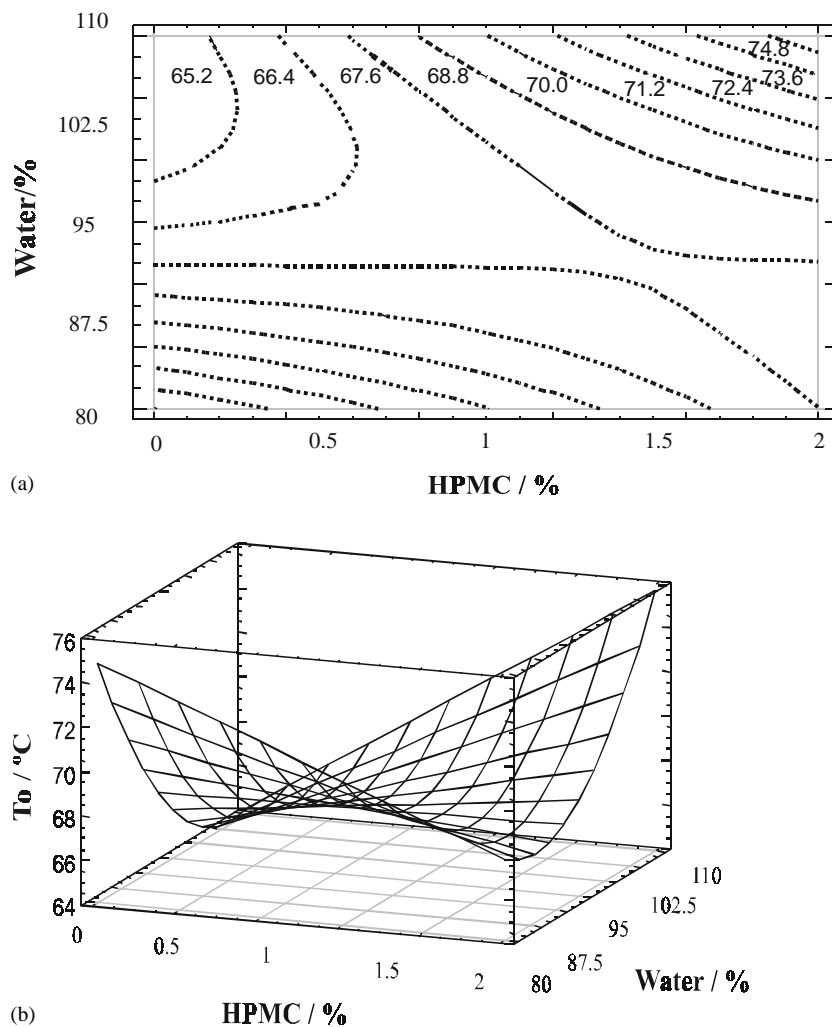 110
65.2 66.4 67.6 68.8 70.0 71.2 72.4 73.6 74.8
102.5
Water/%
95
87.5
80
0 0.5 1 1.5 2
(a)
HPMC / %
76
74
72
70
68
66
64
To / ºC
0 0.5 1 1.5 2
80 87.5 95 102.5 110
Water / %
HPMC / %
(b)